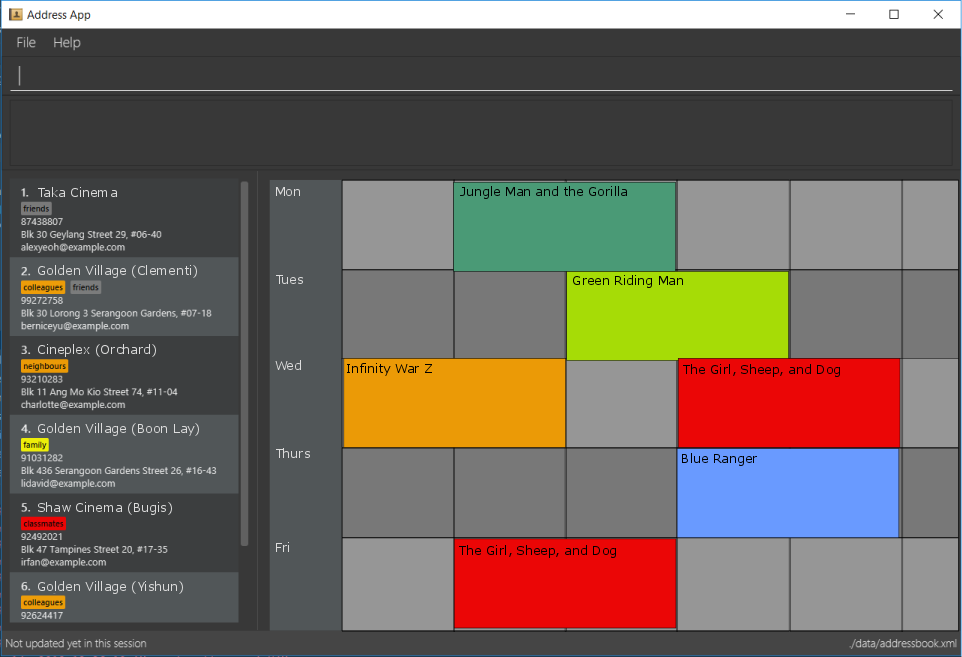 Address App
File Help
1. Taka Cinema
friends
87438807
Blk 30 Geylang Street 29, #06-40
alexyeoh@example.com
2. Golden Village (Clementi)
colleagues friends
99272758
Blk 30 Lorong 3 Serangoon Gardens, #07-18
berniceyu@example.com
3. Cineplex (Orchard)
neighbours
93210283
Blk 11 Ang Mo Kio Street 74, #11-04
charlotte@example.com
4. Golden Village (Boon Lay)
family
91031282
Blk 436 Serangoon Gardens Street 26, #16-43
lidavid@example.com
5. Shaw Cinema (Bugis)
classmates
92492021
Blk 47 Tampines Street 20, #17-35
irfan@example.com
6. Golden Village (Yishun)
colleagues
92624417
Mon
Jungle Man and the Gorilla
Tues
Green Riding Man
Wed
Infinity War Z
The Girl, Sheep, and Dog
Thurs
Blue Ranger
Fri
The Girl, Sheep, and Dog
Not updated yet in this session
./data/addressbook.xml